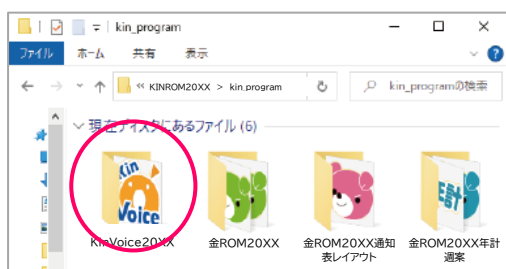 kin_program
ファイル ホーム 共有 表示
« KINROM20XX > kin_program
kin_programの検索
現在ディスクにあるファイル (6)
Kin
Voice
計
KinVoice20XX
金ROM20XX
金ROM20XX通知
表レイアウト
金ROM20XX年計
週案